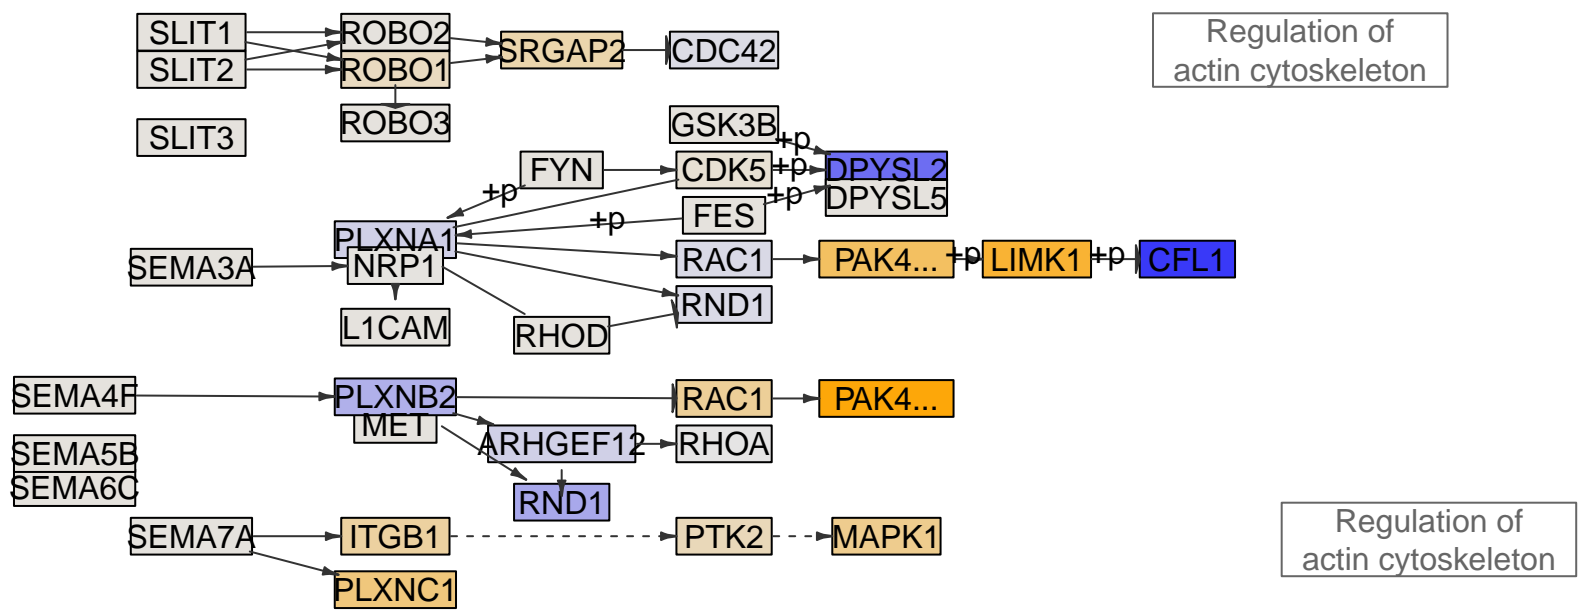 SLIT1
ROBO2
SRGAP2
CDC42
Regulation of
actin cytoskeleton
SLIT2
ROBO1
SLIT3
ROBO3
GSK3B
+p
FYN
CDK5
+p
DPYSL2
+p
+p
DPYSL5
FES
+p
PLXNA1
SEMA3A
NRP1
RAC1
PAK4...
+p
LIMK1
+p
CFL1
RND1
L1CAM
RHOD
SEMA4F
PLXNB2
RAC1
PAK4...
MET
ARHGEF12
RHOA
SEMA5B
SEMA6C
RND1
SEMA7A
ITGB1
PTK2
MAPK1
Regulation of
actin cytoskeleton
PLXNC1